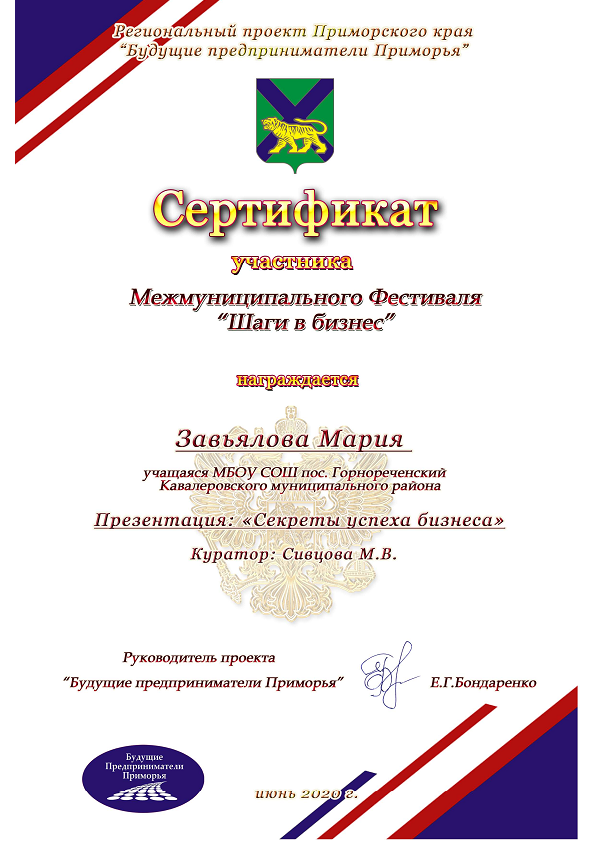 Региональный проект Приморского края
“Будущие предприниматели Приморья”
Сертификат
участника
Межмуниципального Фестиваля
“Шаги в бизнес”
награждается
Завьялова Мария
учащаяся МБОУ СОШ пос. Горнореченский
Кавалеровского муниципального района
Презентация: «Секреты успеха бизнеса»
Куратор: Сивцова М.В.
Руководитель проекта
“Будущие предприниматели Приморья” Е.Г.Бондаренко
Будущие
Предприниматели
Приморья
июнь 2020 г.